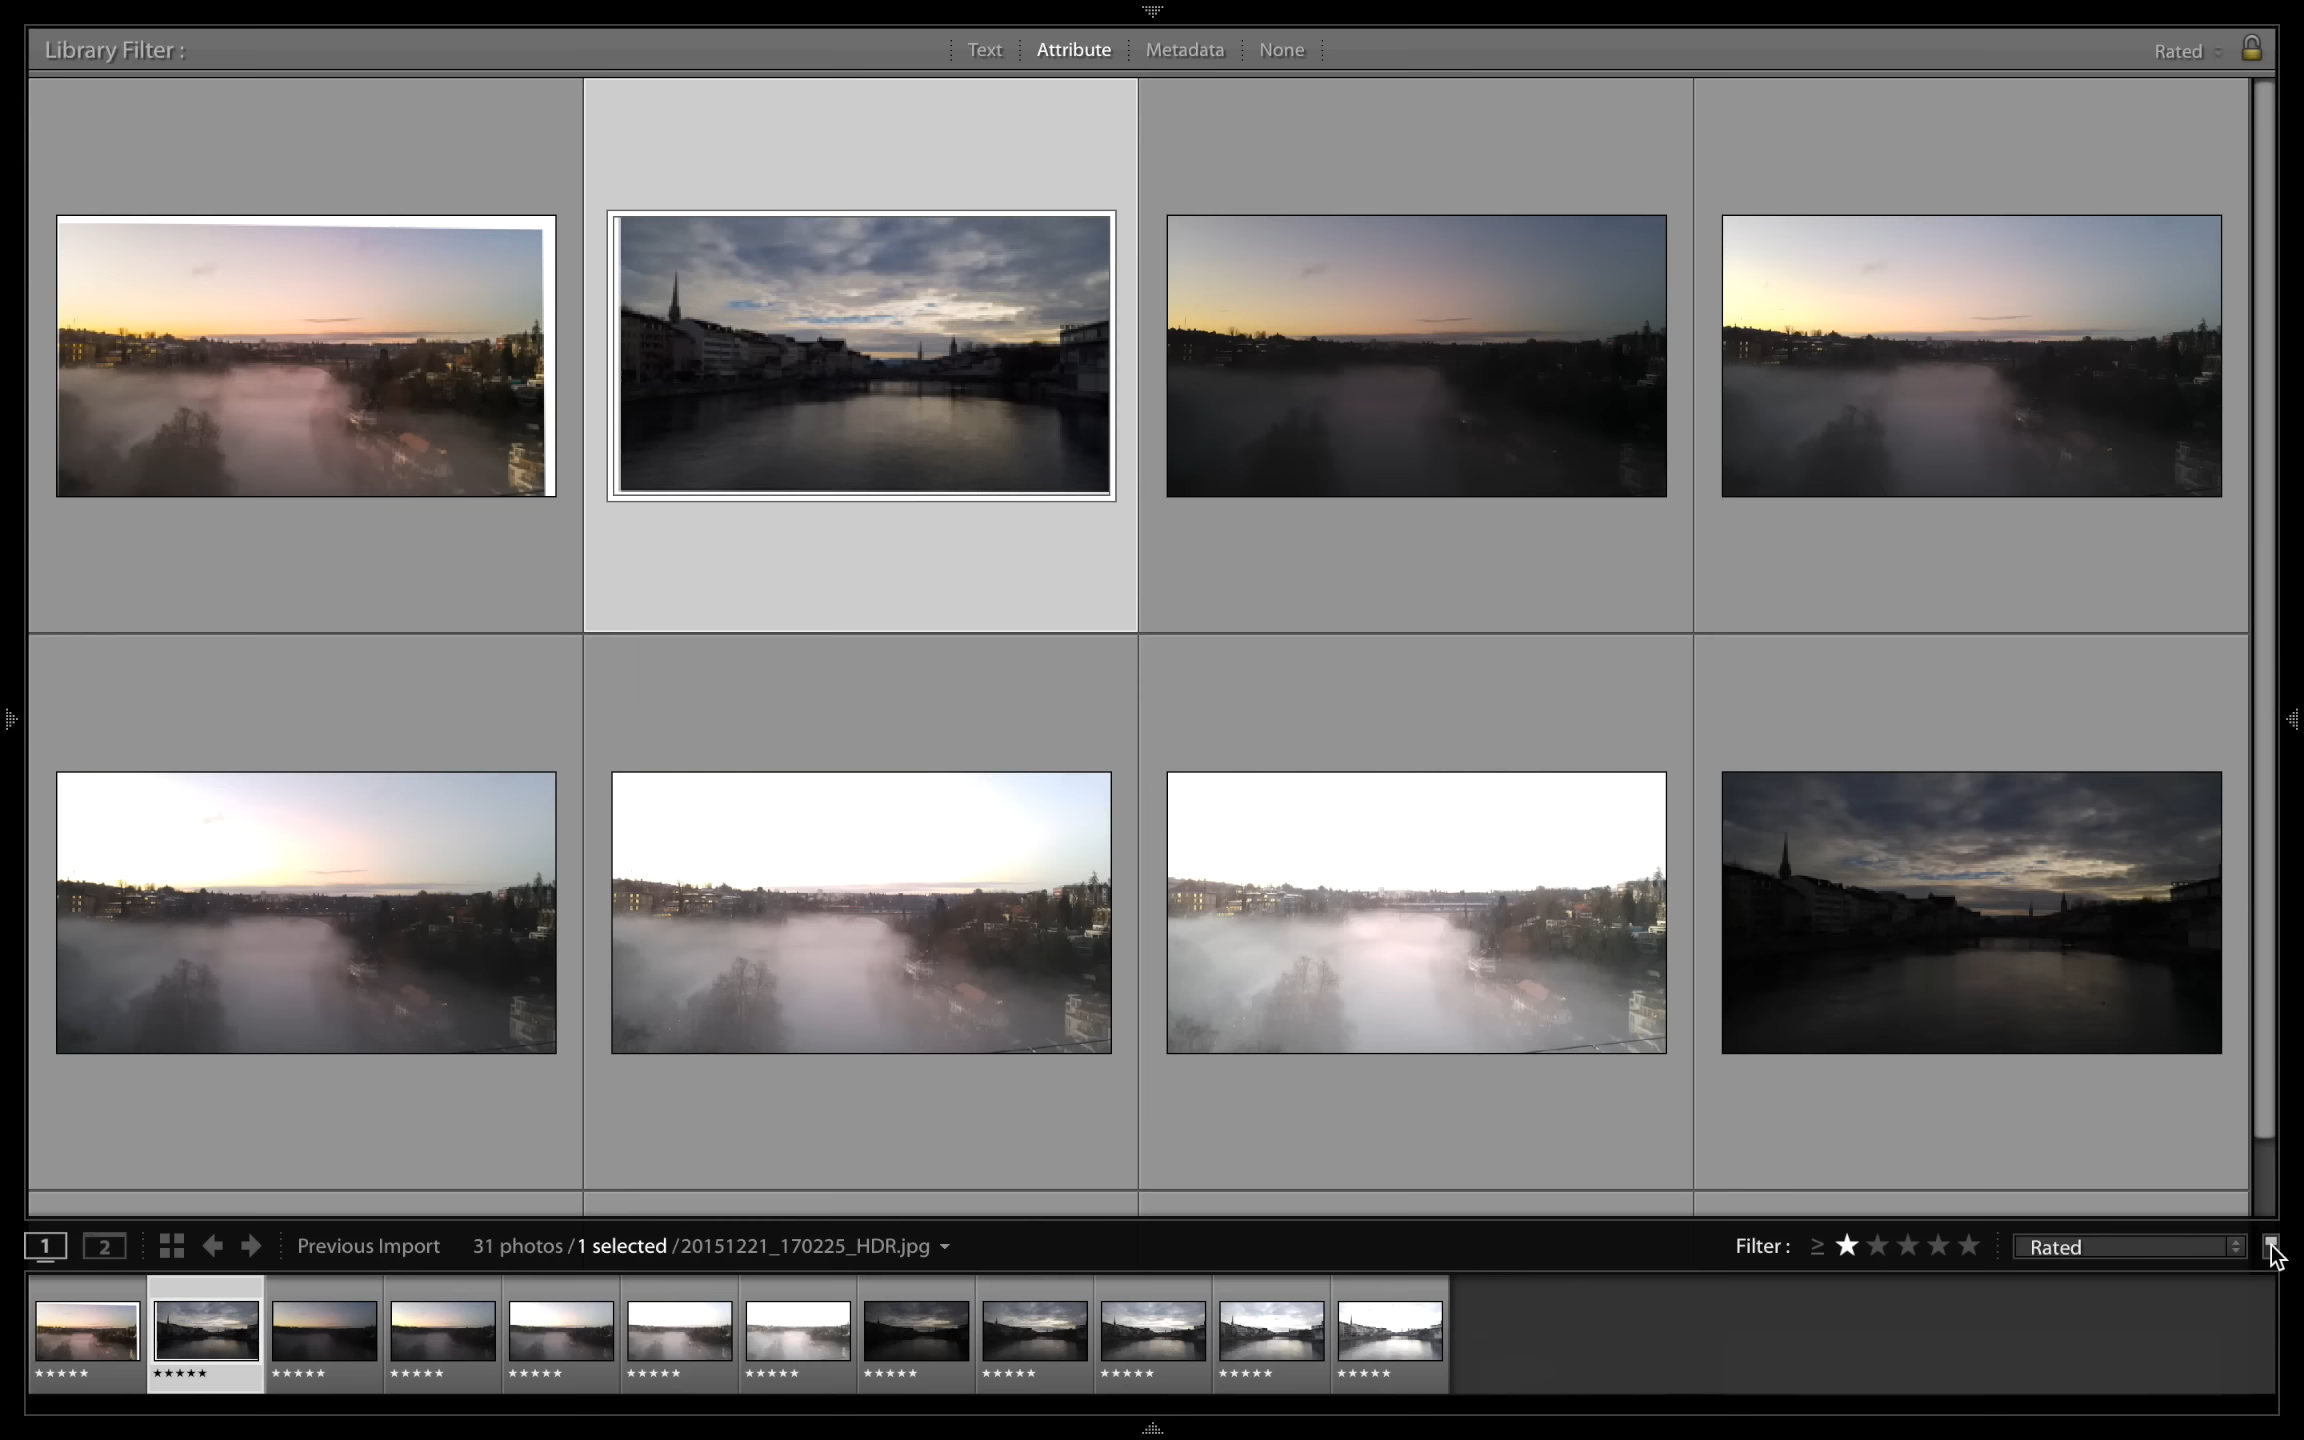 Library Filter :
Text Attribute Metadata None
Rated
1 2 Previous Import 31 photos / 1 selected / 20151221_170225_HDR.jpg
Filter : ≥ ★★★★★ Rated
★★★★★ ★★★★★ ★★★★★ ★★★★★ ★★★★★ ★★★★★ ★★★★★ ★★★★★ ★★★★★ ★★★★★ ★★★★★ ★★★★★